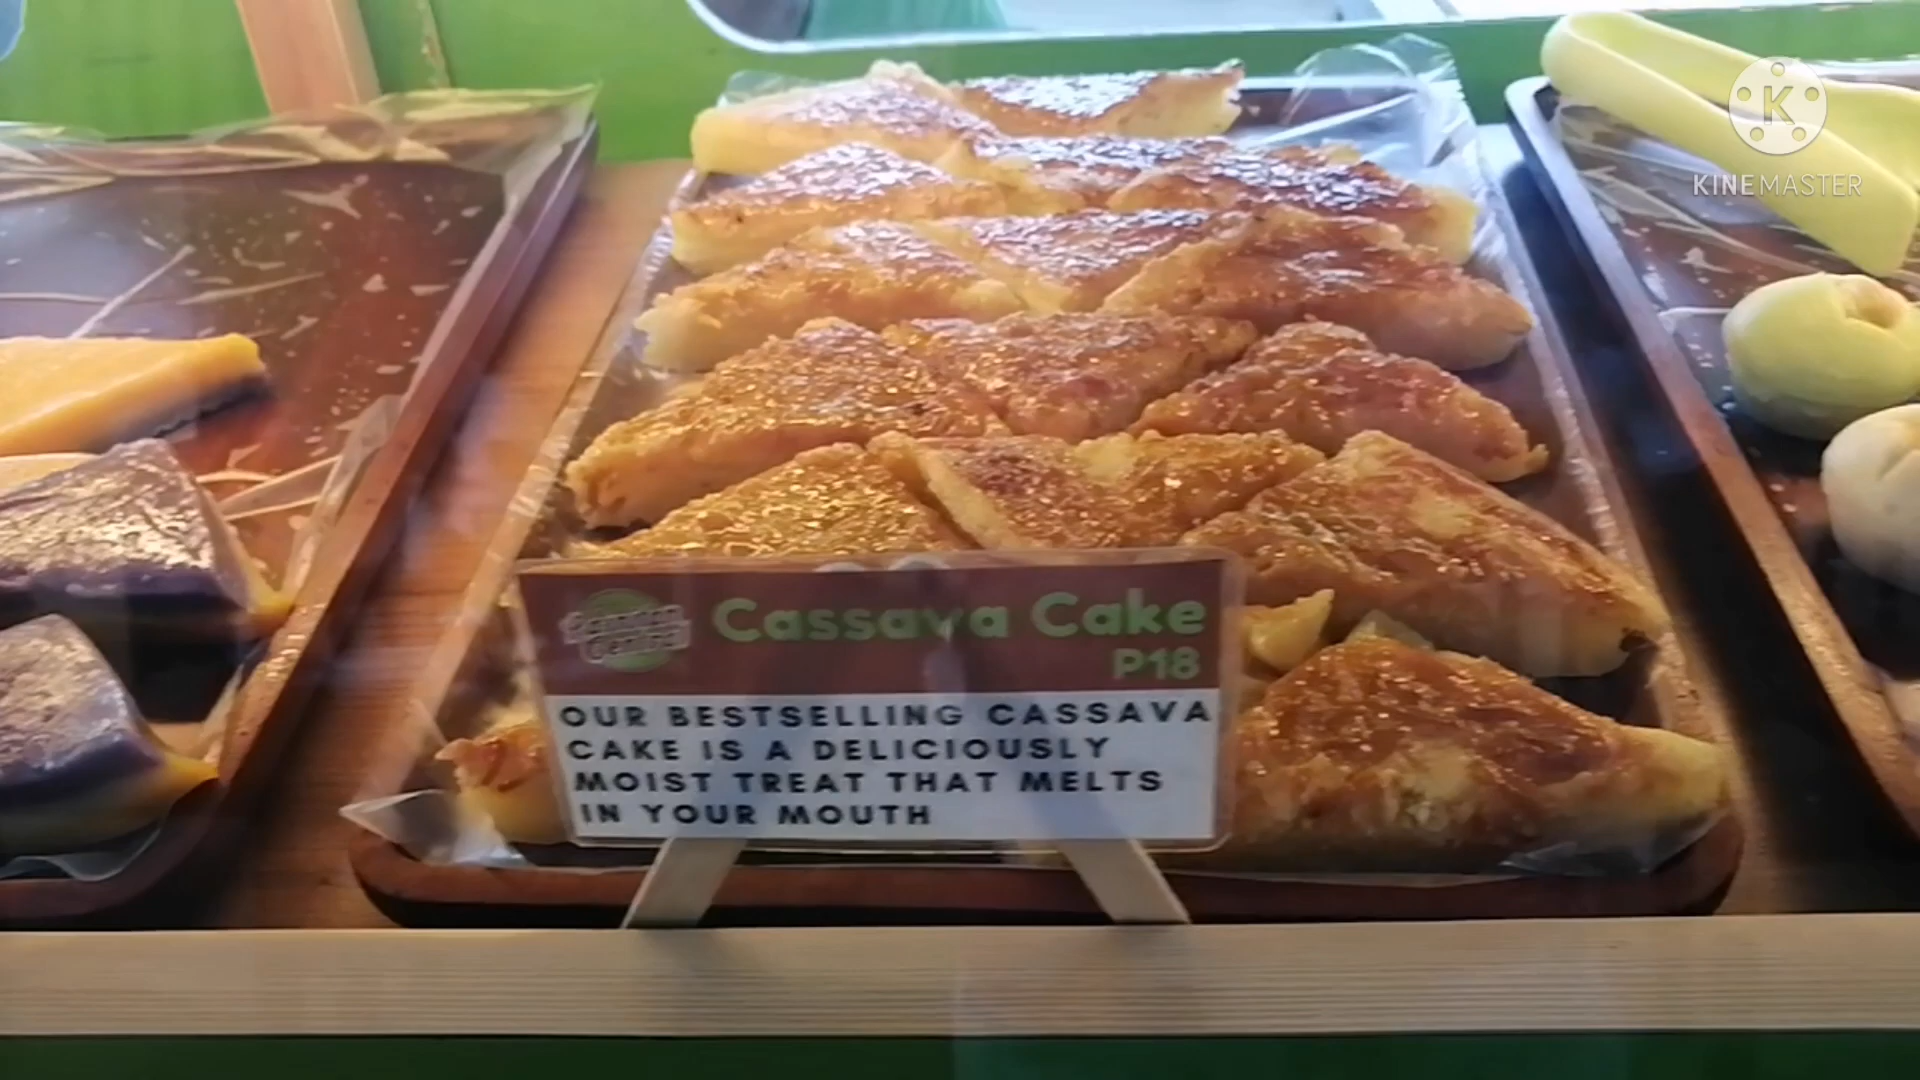 KINEMASTER
Cassava Cake
P18
OUR BESTSELLING CASSAVA
CAKE IS A DELICIOUSLY
MOIST TREAT THAT MELTS
IN YOUR MOUTH